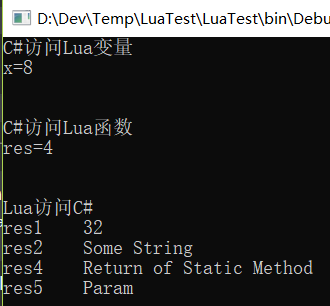 D:\Dev\Temp\LuaTest\LuaTest\bin\Debu
C#访问Lua变量
x=8
C#访问Lua函数
res=4
Lua访问C#
res1 32
res2 Some String
res4 Return of Static Method
res5 Param